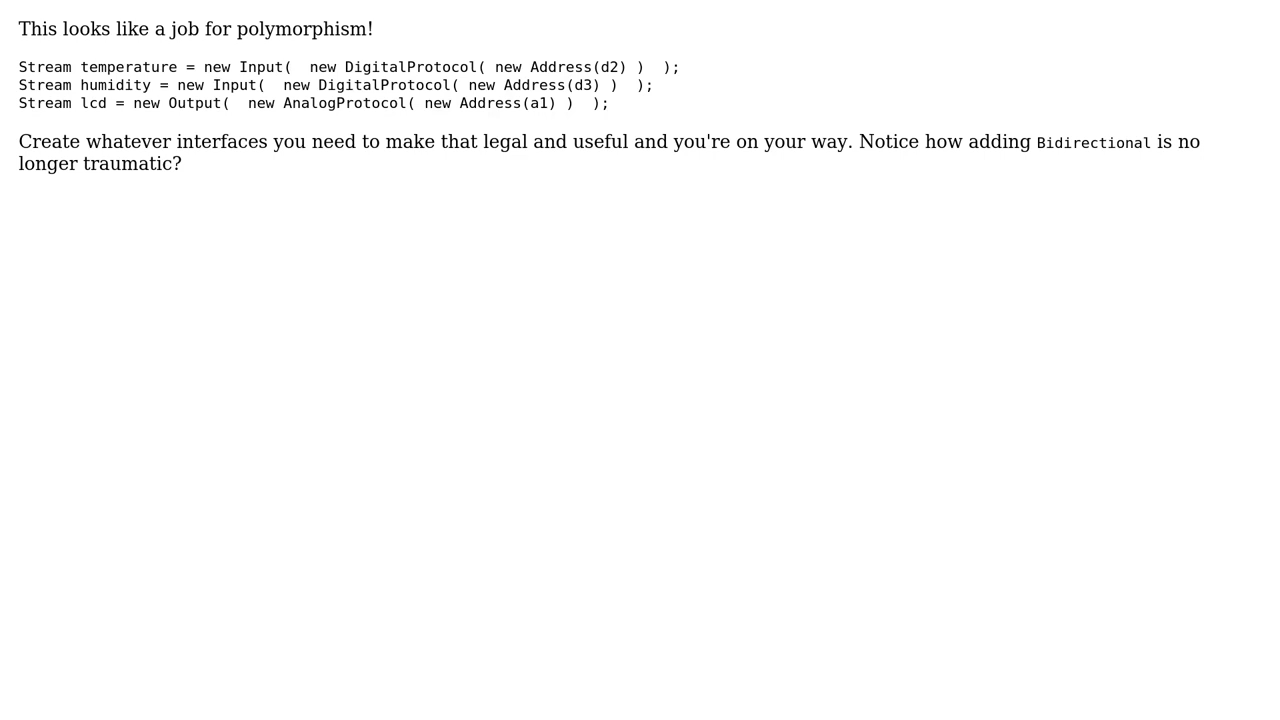 This looks like a job for polymorphism!
Stream temperature = new Input(  new DigitalProtocol( new Address(d2) )  );
Stream humidity = new Input(  new DigitalProtocol( new Address(d3) )  );
Stream lcd = new Output(  new AnalogProtocol( new Address(a1) )  );
Create whatever interfaces you need to make that legal and useful and you're on your way. Notice how adding Bidirectional is no
longer traumatic?